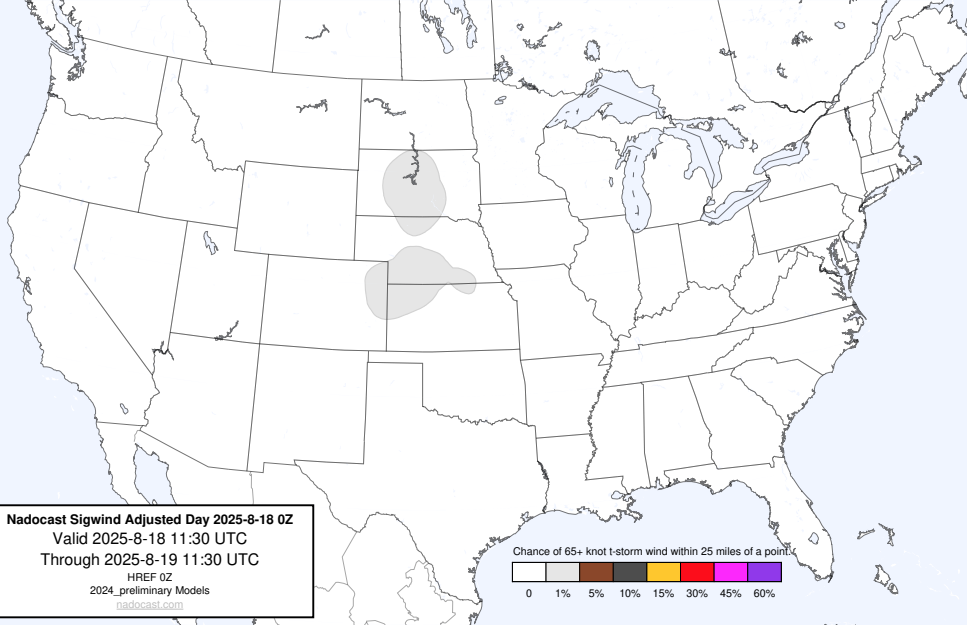 Nadocast Sigwind Adjusted Day 2025-8-18 0Z
Valid 2025-8-18 11:30 UTC
Through 2025-8-19 11:30 UTC
HREF 0Z
2024_preliminary Models
nadocast.com
Chance of 65+ knot t-storm wind within 25 miles of a point.
0 1% 5% 10% 15% 30% 45% 60%